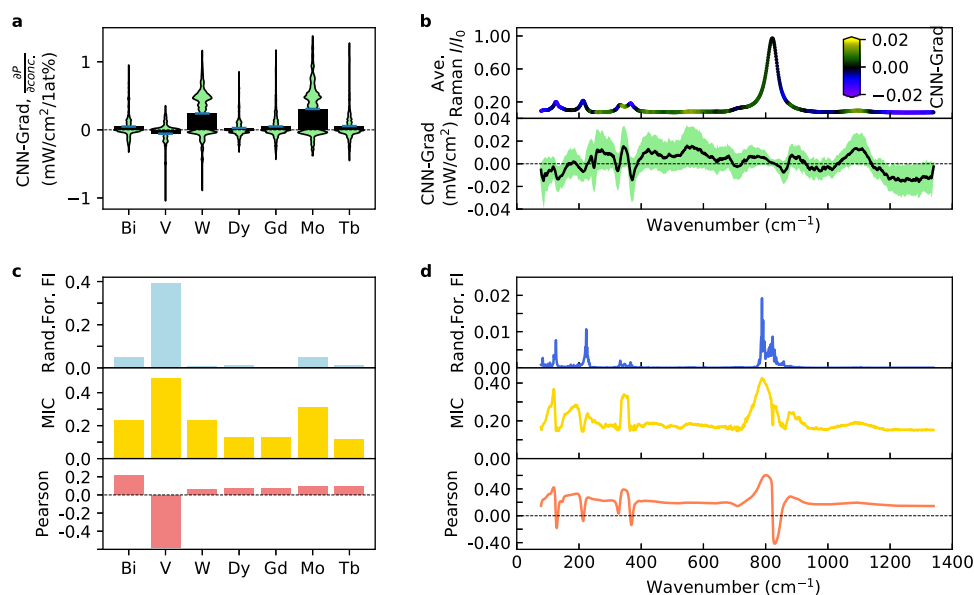 a
CNN-Grad, ∂P/∂conc.
(mW/cm²/1at%)
1
0
−1
Bi V W Dy Gd Mo Tb
b
Ave.
Raman I/I₀
1.00
0.60
0.20
0.04
0.02
0.00
−0.02
CNN-Grad
CNN-Grad
(mW/cm²)
0.02
0.00
−0.02
−0.04
Wavenumber (cm⁻¹)
c
Rand.For. FI
0.4
0.2
0.0
MIC
0.4
0.2
0.0
Pearson
0.2
0.0
-0.2
-0.4
Bi V W Dy Gd Mo Tb
d
Rand.For. FI
0.02
0.01
0.00
MIC
0.40
0.20
0.00
Pearson
0.40
0.00
-0.40
0 200 400 600 800 1000 1200 1400
Wavenumber (cm⁻¹)